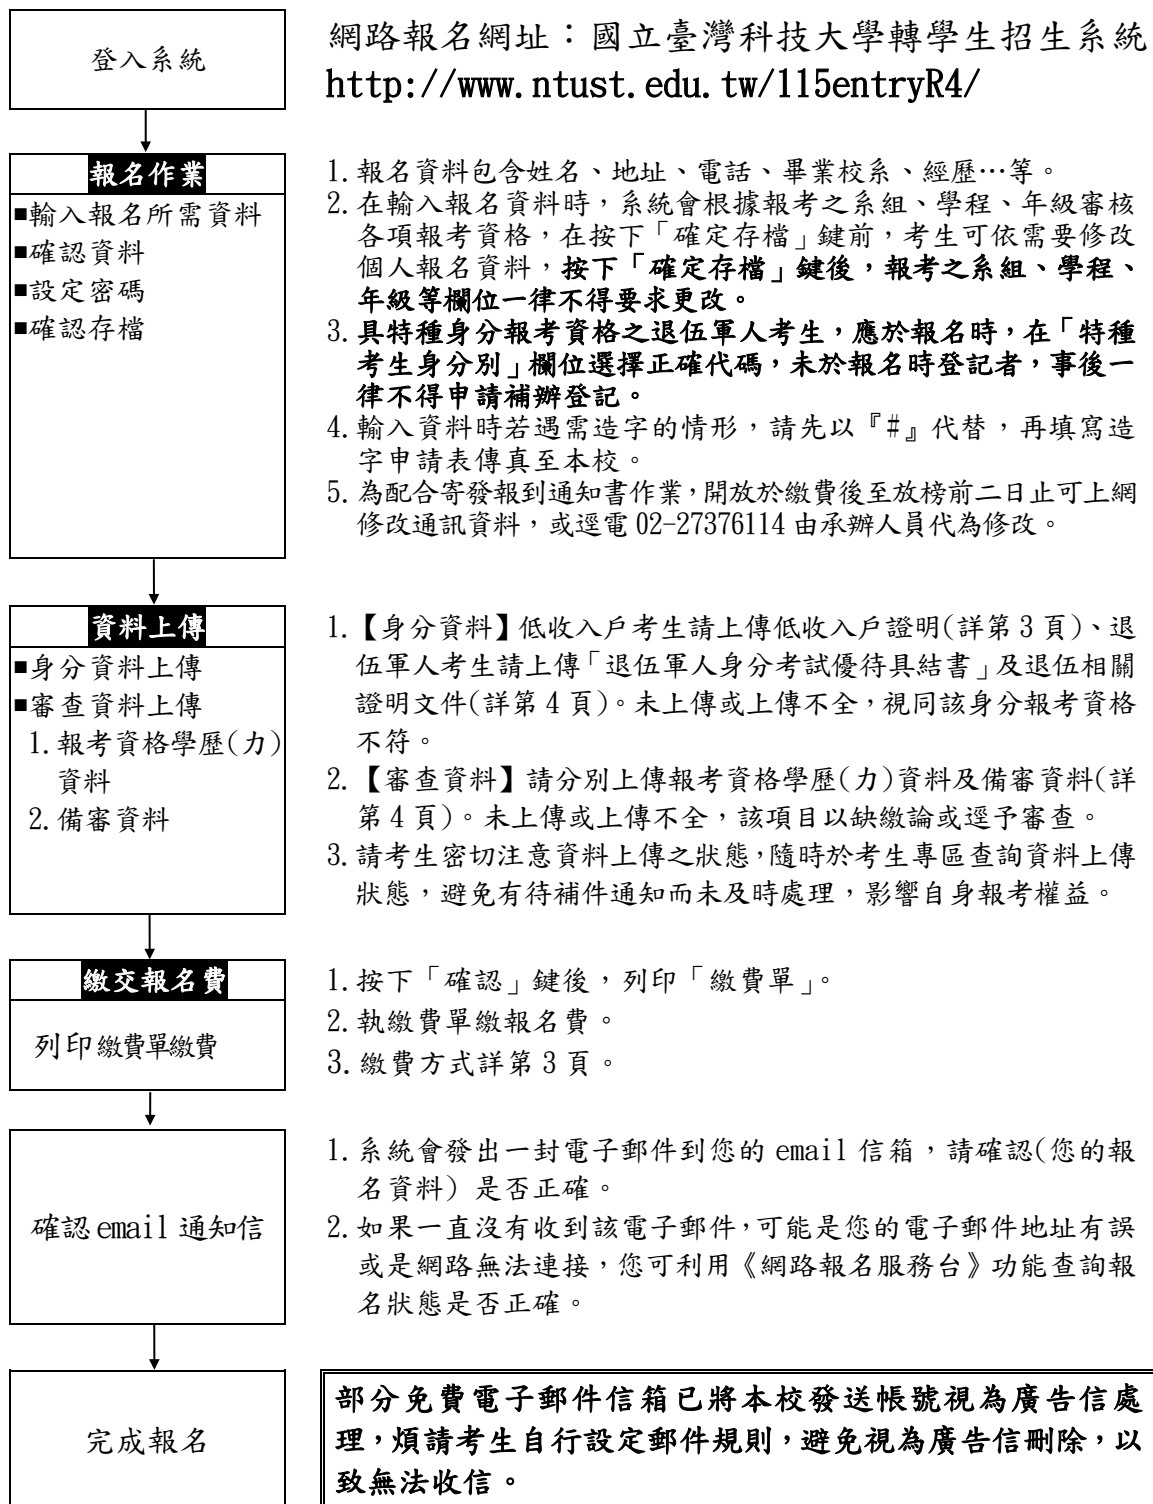 登入系統
網路報名網址：國立臺灣科技大學轉學生招生系統
http://www.ntust.edu.tw/115entryR4/
報名作業
■輸入報名所需資料
■確認資料
■設定密碼
■確認存檔
1.報名資料包含姓名、地址、電話、畢業校系、經歷…等。
2.在輸入報名資料時，系統會根據報考之系組、學程、年級審核
各項報考資格，在按下「確定存檔」鍵前，考生可依需要修改
個人報名資料，按下「確定存檔」鍵後，報考之系組、學程、
年級等欄位一律不得要求更改。
3.具特種身分報考資格之退伍軍人考生，應於報名時，在「特種
考生身分別」欄位選擇正確代碼，未於報名時登記者，事後一
律不得申請補辦登記。
4.輸入資料時若遇需造字的情形，請先以『#』代替，再填寫造
字申請表傳真至本校。
5.為配合寄發報到通知書作業，開放於繳費後至放榜前二日止可上網
修改通訊資料，或逕電 02-27376114 由承辦人員代為修改。
資料上傳
■身分資料上傳
■審查資料上傳
1.報考資格學歷(力)
資料
2.備審資料
1.【身分資料】低收入戶考生請上傳低收入戶證明(詳第 3 頁)、退
伍軍人考生請上傳「退伍軍人身分考試優待具結書」及退伍相關
證明文件(詳第 4 頁)。未上傳或上傳不全，視同該身分報考資格
不符。
2.【審查資料】請分別上傳報考資格學歷(力)資料及備審資料(詳
第 4 頁)。未上傳或上傳不全，該項目以缺繳論或逕予審查。
3.請考生密切注意資料上傳之狀態，隨時於考生專區查詢資料上傳
狀態，避免有待補件通知而未及時處理，影響自身報考權益。
繳交報名費
列印繳費單繳費
1.按下「確認」鍵後，列印「繳費單」。
2.執繳費單繳報名費。
3.繳費方式詳第 3 頁。
確認 email 通知信
1.系統會發出一封電子郵件到您的 email 信箱，請確認(您的報
名資料) 是否正確。
2.如果一直沒有收到該電子郵件，可能是您的電子郵件地址有誤
或是網路無法連接，您可利用《網路報名服務台》功能查詢報
名狀態是否正確。
完成報名
部分免費電子郵件信箱已將本校發送帳號視為廣告信處
理，煩請考生自行設定郵件規則，避免視為廣告信刪除，以
致無法收信。